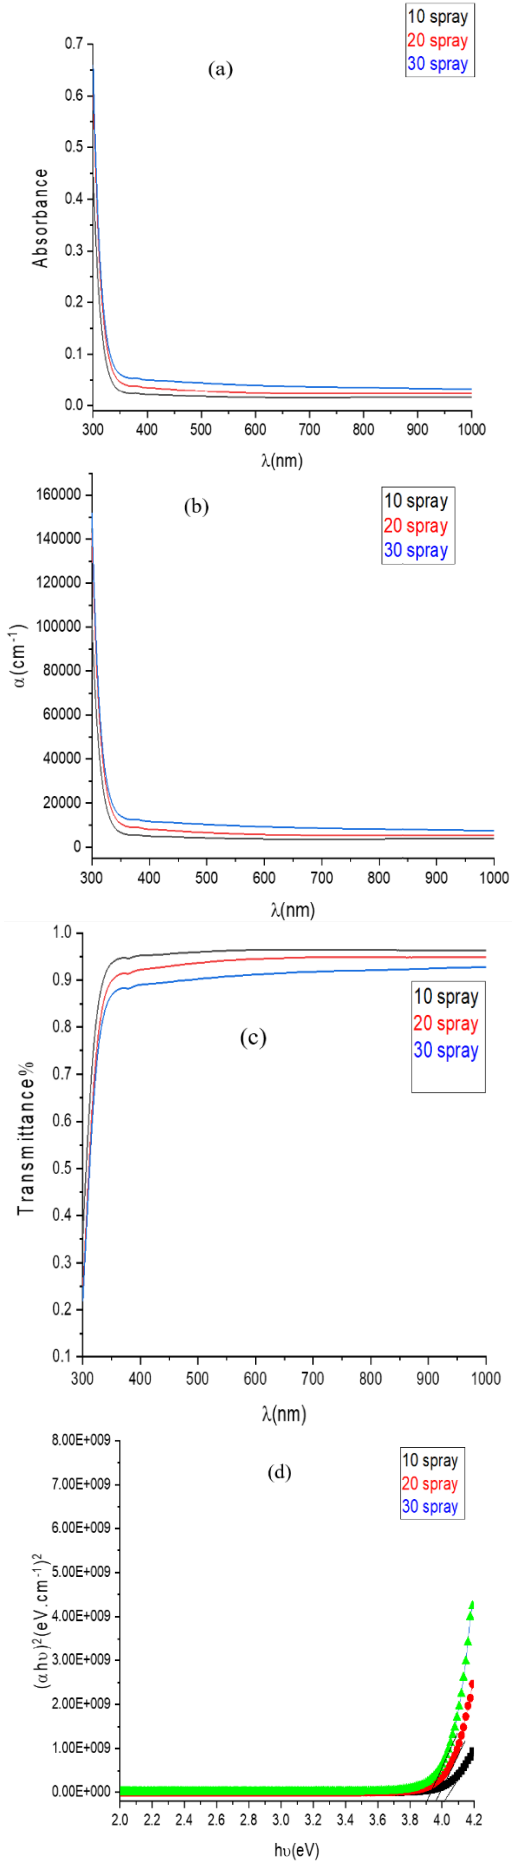 10 spray
20 spray
30 spray
(a)
0.7
0.6
0.5
0.4
0.3
0.2
0.1
0.0
Absorbance
300 400 500 600 700 800 900 1000
λ(nm)
(b)
10 spray
20 spray
30 spray
160000
140000
120000
100000
80000
60000
40000
20000
0
α(cm⁻¹)
300 400 500 600 700 800 900 1000
λ(nm)
1.0
0.9
0.8
0.7
0.6
0.5
0.4
0.3
0.2
0.1
Transmittance%
(c)
10 spray
20 spray
30 spray
300 400 500 600 700 800 900 1000
λ(nm)
(d)
10 spray
20 spray
30 spray
8.00E+009
7.00E+009
6.00E+009
5.00E+009
4.00E+009
3.00E+009
2.00E+009
1.00E+009
0.00E+000
(αhυ)²(eV.cm⁻¹)²
2.0 2.2 2.4 2.6 2.8 3.0 3.2 3.4 3.6 3.8 4.0 4.2
hυ(eV)